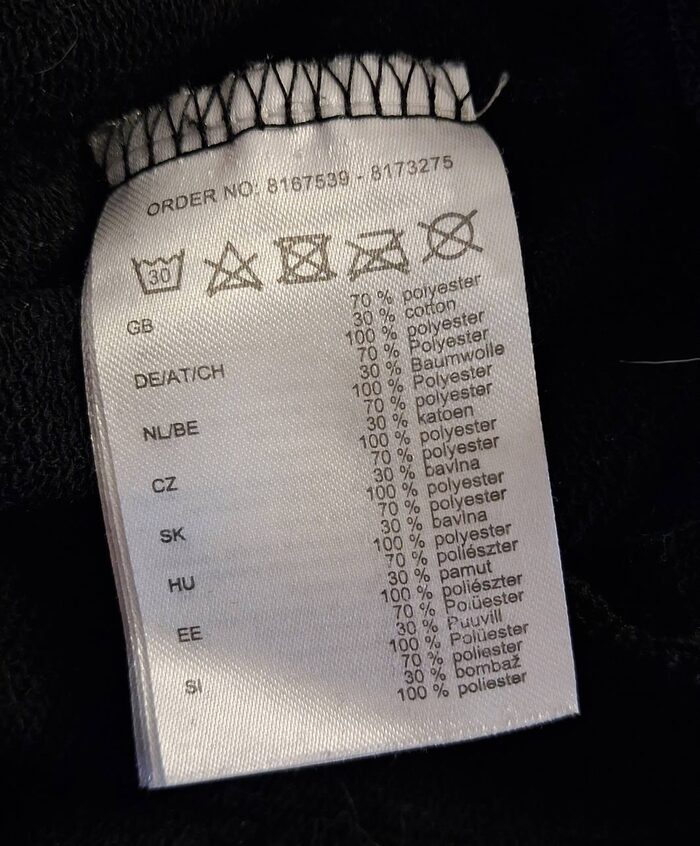 ORDER NO: 8167539 - 8173275
30
GB
70 % polyester
30 % cotton
100 % polyester
DE/AT/CH
70 % Polyester
30 % Baumwolle
100 % Polyester
NL/BE
70 % polyester
30 % katoen
100 % polyester
CZ
70 % polyester
30 % bavlna
100 % polyester
SK
70 % polyester
30 % bavlna
100 % polyester
HU
70 % poliészter
30 % pamut
100 % poliészter
EE
70 % Polüester
30 % Puuvill
100 % Polüester
SI
70 % poliester
30 % bombaž
100 % poliester